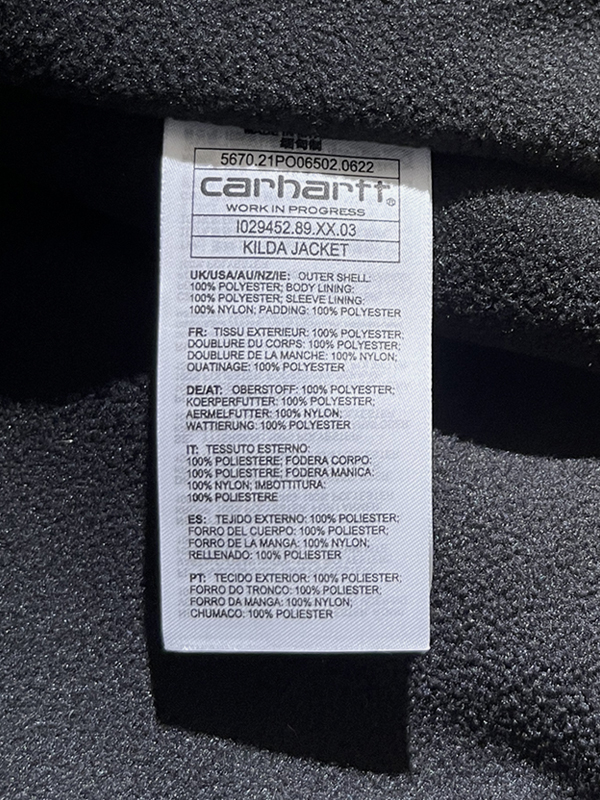 缅甸制
5670.21PO06502.0622
carhartt®
WORK IN PROGRESS
I029452.89.XX.03
KILDA JACKET
UK/USA/AU/NZ/IE: OUTER SHELL:
100% POLYESTER; BODY LINING:
100% POLYESTER; SLEEVE LINING:
100% NYLON; PADDING: 100% POLYESTER
FR: TISSU EXTERIEUR: 100% POLYESTER;
DOUBLURE DU CORPS: 100% POLYESTER;
DOUBLURE DE LA MANCHE: 100% NYLON;
OUATINAGE: 100% POLYESTER
DE/AT: OBERSTOFF: 100% POLYESTER;
KOERPERFUTTER: 100% POLYESTER;
AERMELFUTTER: 100% NYLON;
WATTIERUNG: 100% POLYESTER
IT: TESSUTO ESTERNO:
100% POLIESTERE; FODERA CORPO:
100% POLIESTERE; FODERA MANICA:
100% NYLON; IMBOTTITURA:
100% POLIESTERE
ES: TEJIDO EXTERNO: 100% POLIESTER;
FORRO DEL CUERPO: 100% POLIESTER;
FORRO DE LA MANGA: 100% NYLON;
RELLENADO: 100% POLIESTER
PT: TECIDO EXTERIOR: 100% POLIESTER;
FORRO DO TRONCO: 100% POLIESTER;
FORRO DA MANGA: 100% NYLON;
CHUMACO: 100% POLIESTER